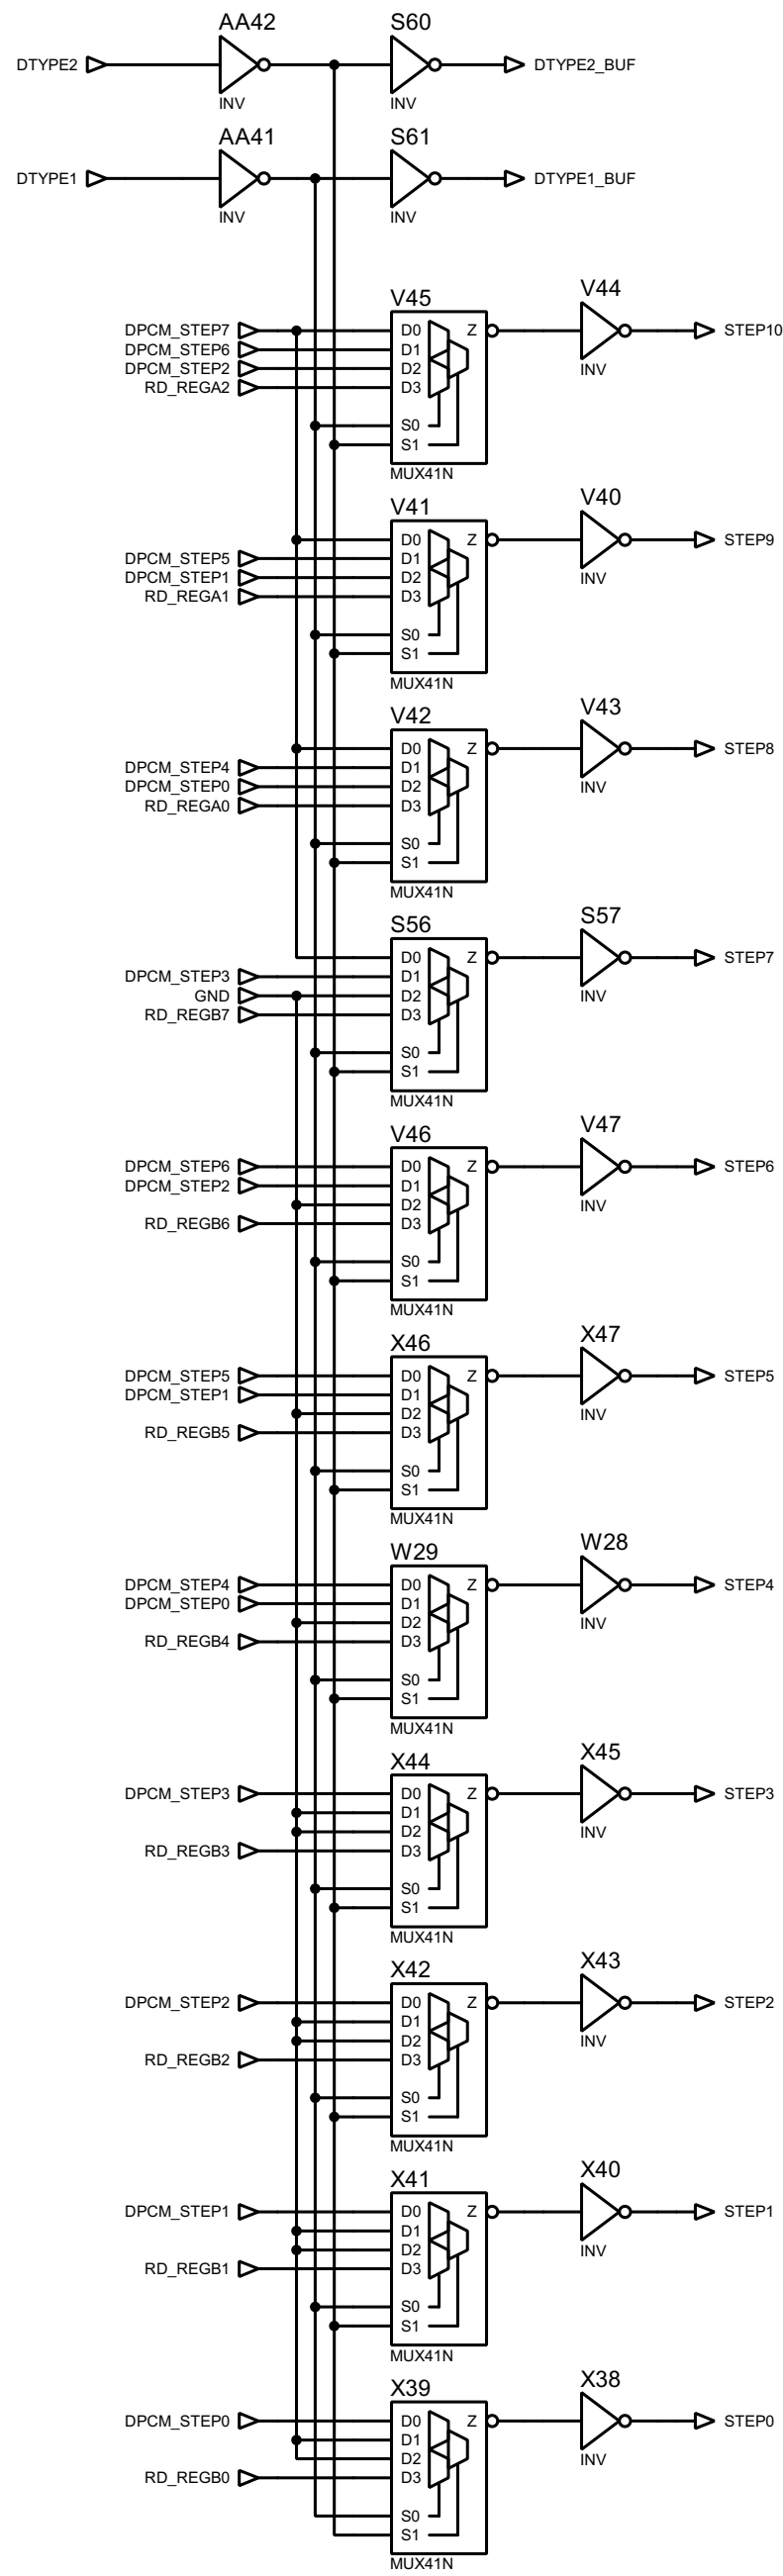 AA42 S60
DTYPE2 DTYPE2_BUF
INV INV
AA41 S61
DTYPE1 DTYPE1_BUF
INV INV
V45 V44
DPCM_STEP7 D0 Z STEP10
DPCM_STEP6 D1
DPCM_STEP2 D2 INV
RD_REGA2 D3
S0
S1
MUX41N
V41 V40
D0 Z STEP9
DPCM_STEP5 D1
DPCM_STEP1 D2 INV
RD_REGA1 D3
S0
S1
MUX41N
V42 V43
D0 Z STEP8
DPCM_STEP4 D1
DPCM_STEP0 D2 INV
RD_REGA0 D3
S0
S1
MUX41N
S56 S57
D0 Z STEP7
DPCM_STEP3 D1
GND D2 INV
RD_REGB7 D3
S0
S1
MUX41N
V46 V47
DPCM_STEP6 D0 Z STEP6
DPCM_STEP2 D1
D2 INV
RD_REGB6 D3
S0
S1
MUX41N
X46 X47
DPCM_STEP5 D0 Z STEP5
DPCM_STEP1 D1
D2 INV
RD_REGB5 D3
S0
S1
MUX41N
W29 W28
DPCM_STEP4 D0 Z STEP4
DPCM_STEP0 D1
D2 INV
RD_REGB4 D3
S0
S1
MUX41N
X44 X45
DPCM_STEP3 D0 Z STEP3
D1
D2 INV
RD_REGB3 D3
S0
S1
MUX41N
X42 X43
DPCM_STEP2 D0 Z STEP2
D1
D2 INV
RD_REGB2 D3
S0
S1
MUX41N
X41 X40
DPCM_STEP1 D0 Z STEP1
D1
D2 INV
RD_REGB1 D3
S0
S1
MUX41N
X39 X38
DPCM_STEP0 D0 Z STEP0
D1
D2 INV
RD_REGB0 D3
S0
S1
MUX41N